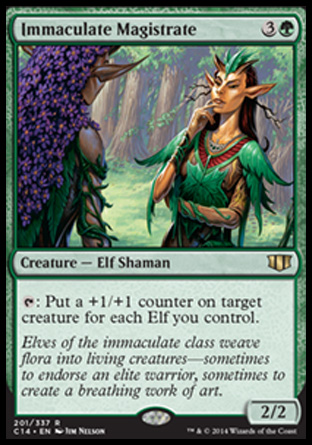 Immaculate Magistrate 3
Creature — Elf Shaman
: Put a +1/+1 counter on target
creature for each Elf you control.
Elves of the immaculate class weave
flora into living creatures—sometimes
to endorse an elite warrior, sometimes to
create a breathing work of art.
2/2
201/337 R
C14 • EN Jim Nelson
™ & © 2014 Wizards of the Coast